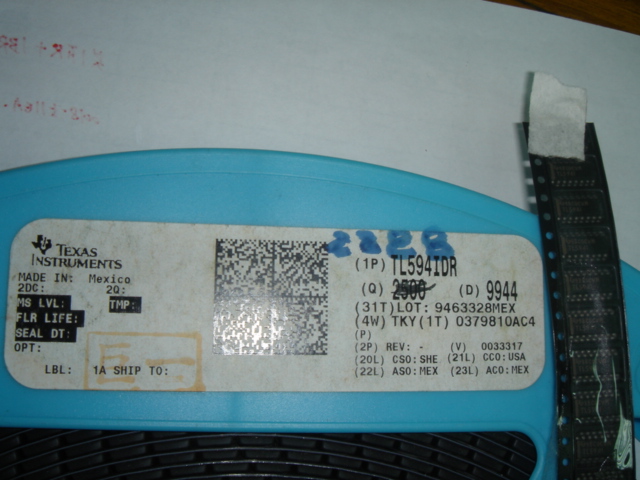 TEXAS
INSTRUMENTS
MADE IN: Mexico
2DC: 2Q:
MS LVL: TMP:
FLR LIFE:
SEAL DT:
OPT:
LBL: 1A SHIP TO:
(1P) TL594IDR
(Q) 2500 (D) 9944
(31T)LOT: 9463328MEX
(4W) TKY(1T) 0379810AC4
(P)
(2P) REV: - (V) 0033317
(20L) CSO:SHE (21L) CCO:USA
(22L) ASO:MEX (23L) ACO:MEX